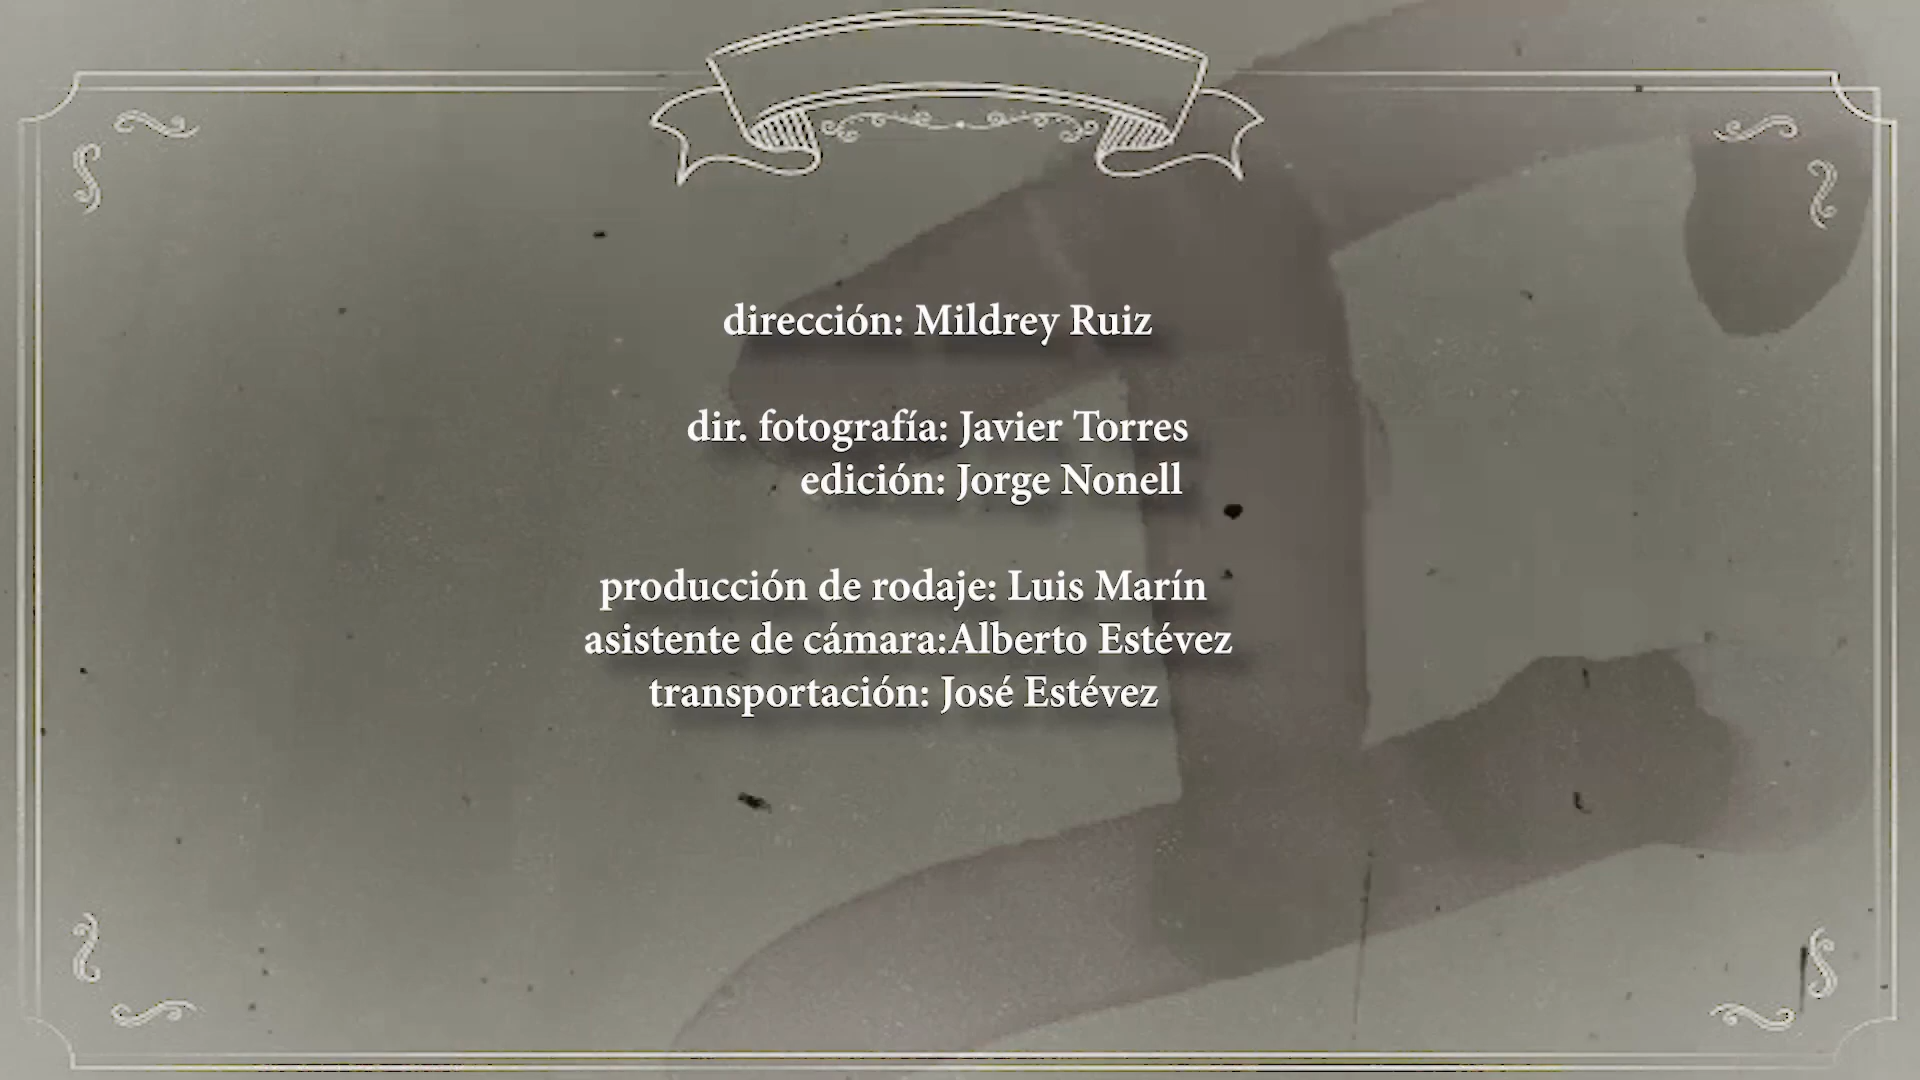 dirección: Mildrey Ruiz
dir. fotografía: Javier Torres
edición: Jorge Nonell
producción de rodaje: Luis Marín
asistente de cámara:Alberto Estévez
transportación: José Estévez